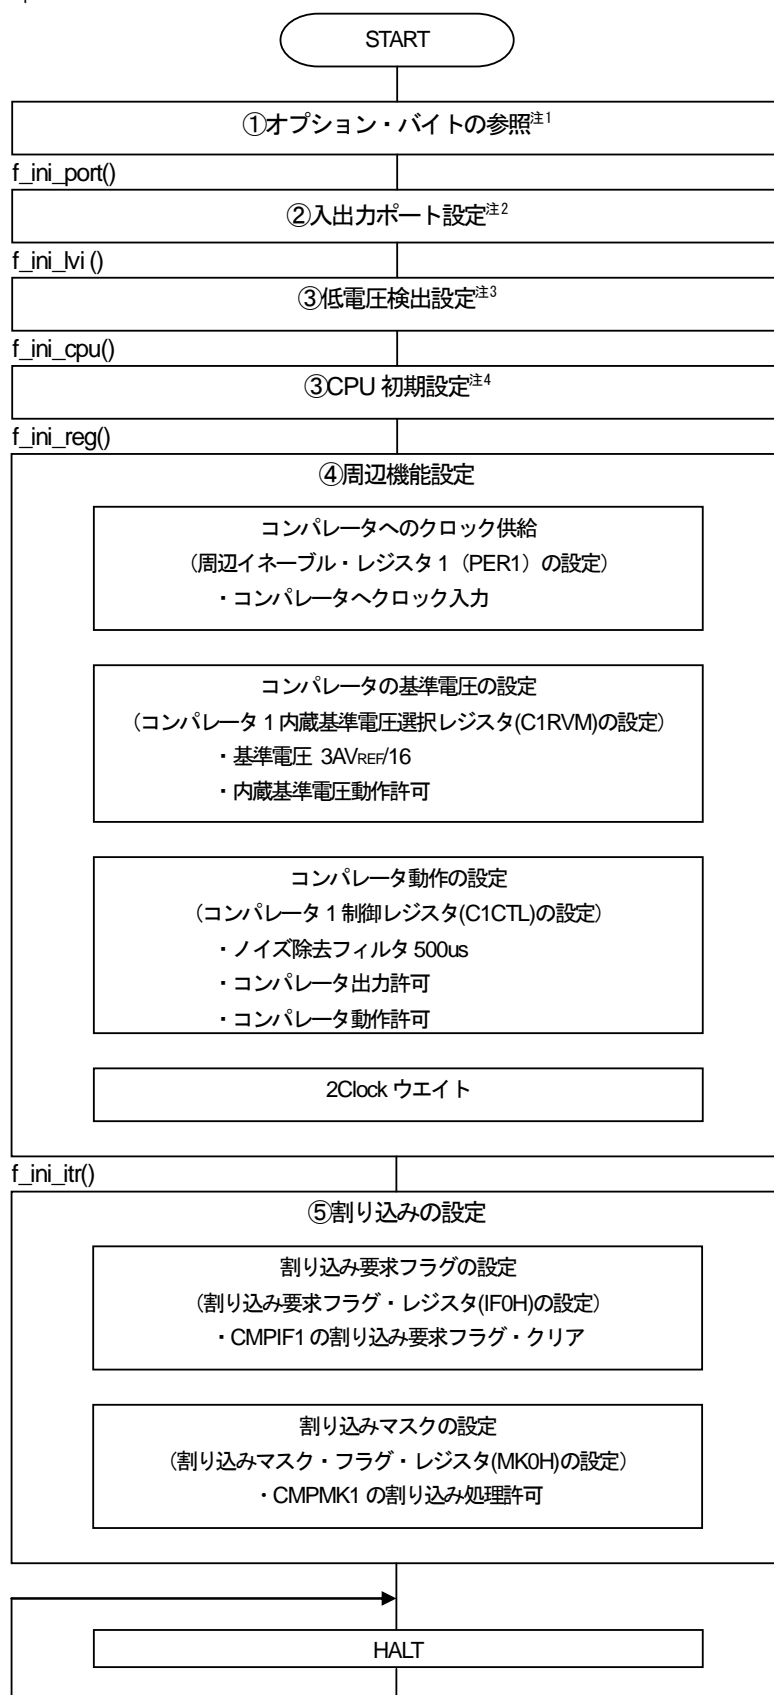 START
①オプション・バイトの参照注1
f_ini_port()
②入出力ポート設定注2
f_ini_lvi ()
③低電圧検出設定注3
f_ini_cpu()
③CPU 初期設定注4
f_ini_reg()
④周辺機能設定
コンパレータへのクロック供給
（周辺イネーブル・レジスタ 1（PER1）の設定）
・コンパレータへクロック入力
コンパレータの基準電圧の設定
（コンパレータ 1 内蔵基準電圧選択レジスタ(C1RVM)の設定）
・基準電圧 3AVREF/16
・内蔵基準電圧動作許可
コンパレータ動作の設定
（コンパレータ 1 制御レジスタ(C1CTL)の設定）
・ノイズ除去フィルタ 500us
・コンパレータ出力許可
・コンパレータ動作許可
2Clock ウエイト
f_ini_itr()
⑤割り込みの設定
割り込み要求フラグの設定
（割り込み要求フラグ・レジスタ(IF0H)の設定）
・CMPIF1 の割り込み要求フラグ・クリア
割り込みマスクの設定
（割り込みマスク・フラグ・レジスタ(MK0H)の設定）
・CMPMK1 の割り込み処理許可
HALT